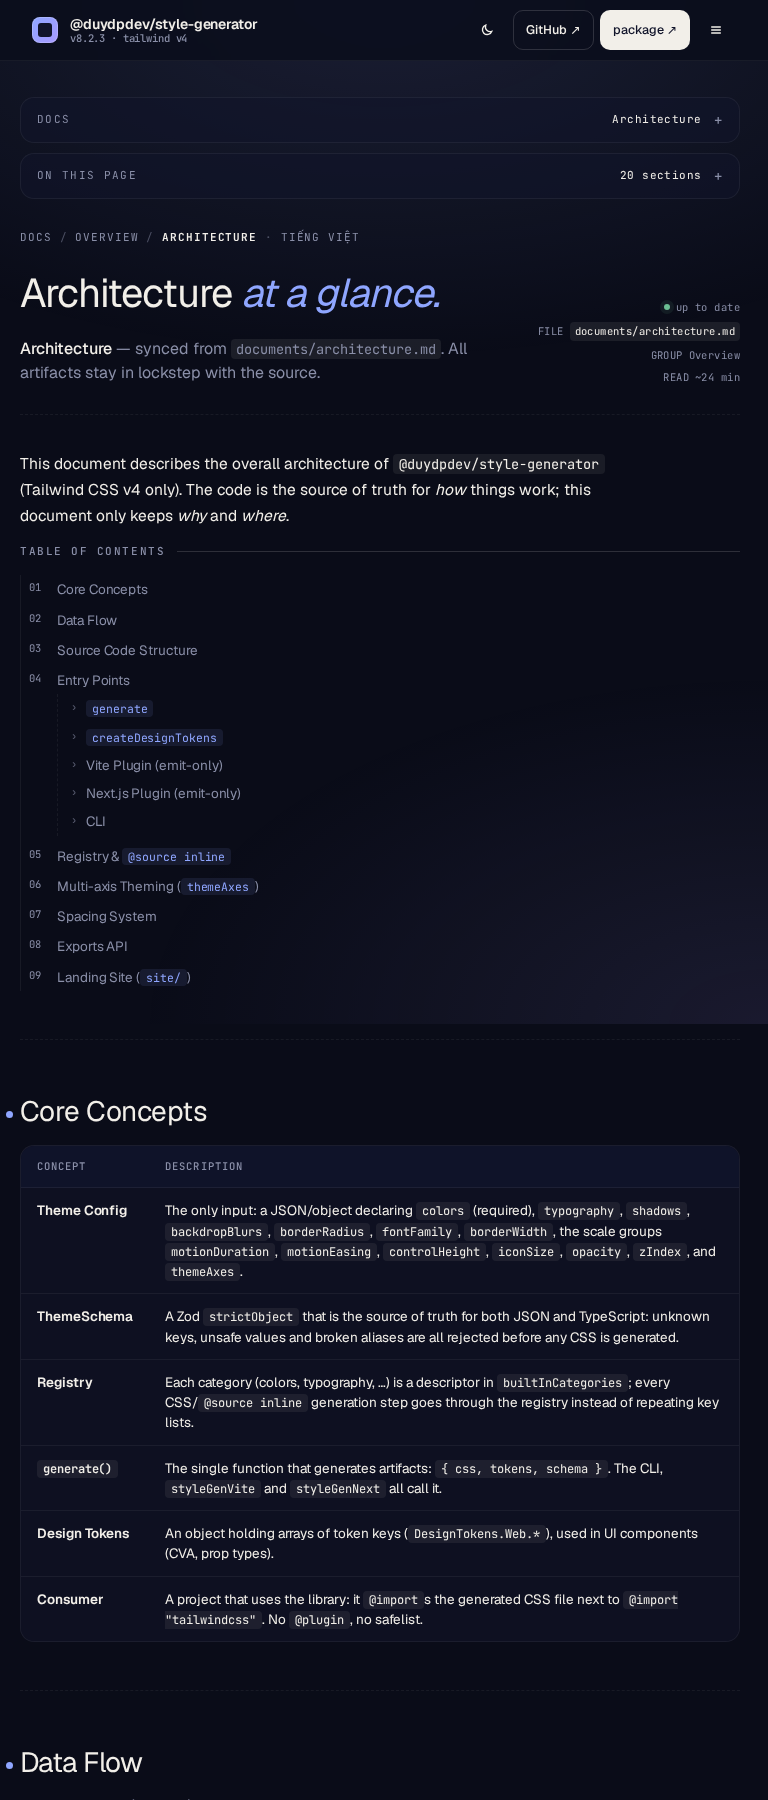 @duydpdev/style-generator
v8.2.3 · tailwind v4
GitHub ↗
package ↗
DOCS
Architecture +
ON THIS PAGE
20 sections +
DOCS / OVERVIEW / ARCHITECTURE · TIẾNG VIỆT
Architecture at a glance.
up to date
FILE documents/architecture.md
GROUP Overview
READ ~24 min
Architecture — synced from documents/architecture.md. All
artifacts stay in lockstep with the source.
This document describes the overall architecture of @duydpdev/style-generator
(Tailwind CSS v4 only). The code is the source of truth for how things work; this
document only keeps why and where.
TABLE OF CONTENTS
01 Core Concepts
02 Data Flow
03 Source Code Structure
04 Entry Points
› generate
› createDesignTokens
› Vite Plugin (emit-only)
› Next.js Plugin (emit-only)
› CLI
05 Registry & @source inline
06 Multi-axis Theming (themeAxes)
07 Spacing System
08 Exports API
09 Landing Site (site/)
Core Concepts
CONCEPT DESCRIPTION
Theme Config
The only input: a JSON/object declaring colors (required), typography, shadows,
backdropBlurs, borderRadius, fontFamily, borderWidth, the scale groups
motionDuration, motionEasing, controlHeight, iconSize, opacity, zIndex, and
themeAxes.
ThemeSchema
A Zod strictObject that is the source of truth for both JSON and TypeScript: unknown
keys, unsafe values and broken aliases are all rejected before any CSS is generated.
Registry
Each category (colors, typography, …) is a descriptor in builtInCategories; every
CSS/@source inline generation step goes through the registry instead of repeating key
lists.
generate()
The single function that generates artifacts: { css, tokens, schema }. The CLI,
styleGenVite and styleGenNext all call it.
Design Tokens
An object holding arrays of token keys (DesignTokens.Web.*), used in UI components
(CVA, prop types).
Consumer
A project that uses the library: it @imports the generated CSS file next to @import
"tailwindcss". No @plugin, no safelist.
Data Flow